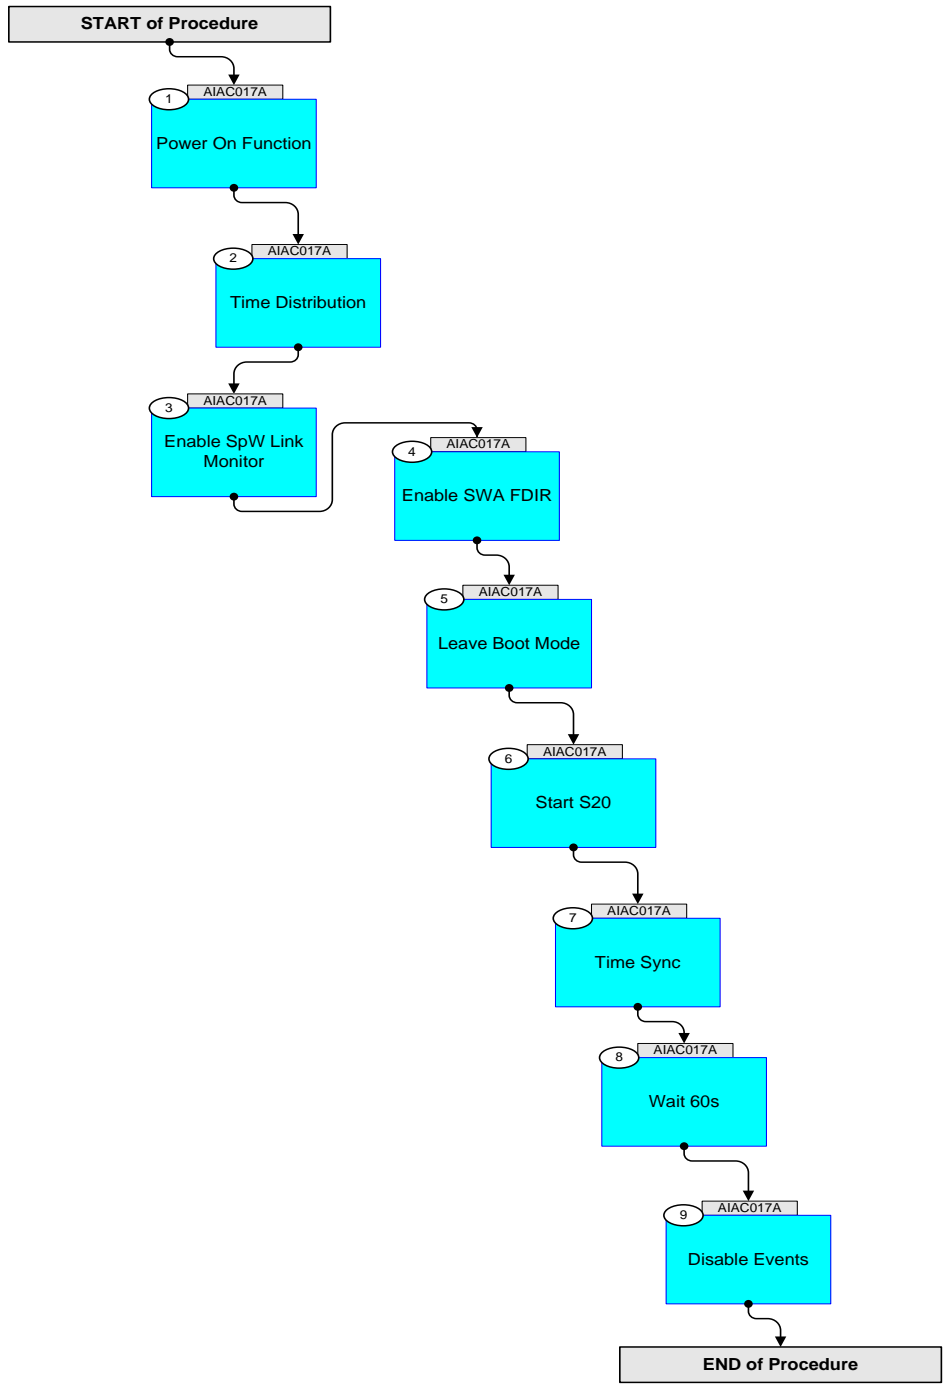 START of Procedure
AIAC017A
1
Power On Function
AIAC017A
2
Time Distribution
AIAC017A
3
Enable SpW Link
Monitor
AIAC017A
4
Enable SWA FDIR
AIAC017A
5
Leave Boot Mode
AIAC017A
6
Start S20
AIAC017A
7
Time Sync
AIAC017A
8
Wait 60s
AIAC017A
9
Disable Events
END of Procedure